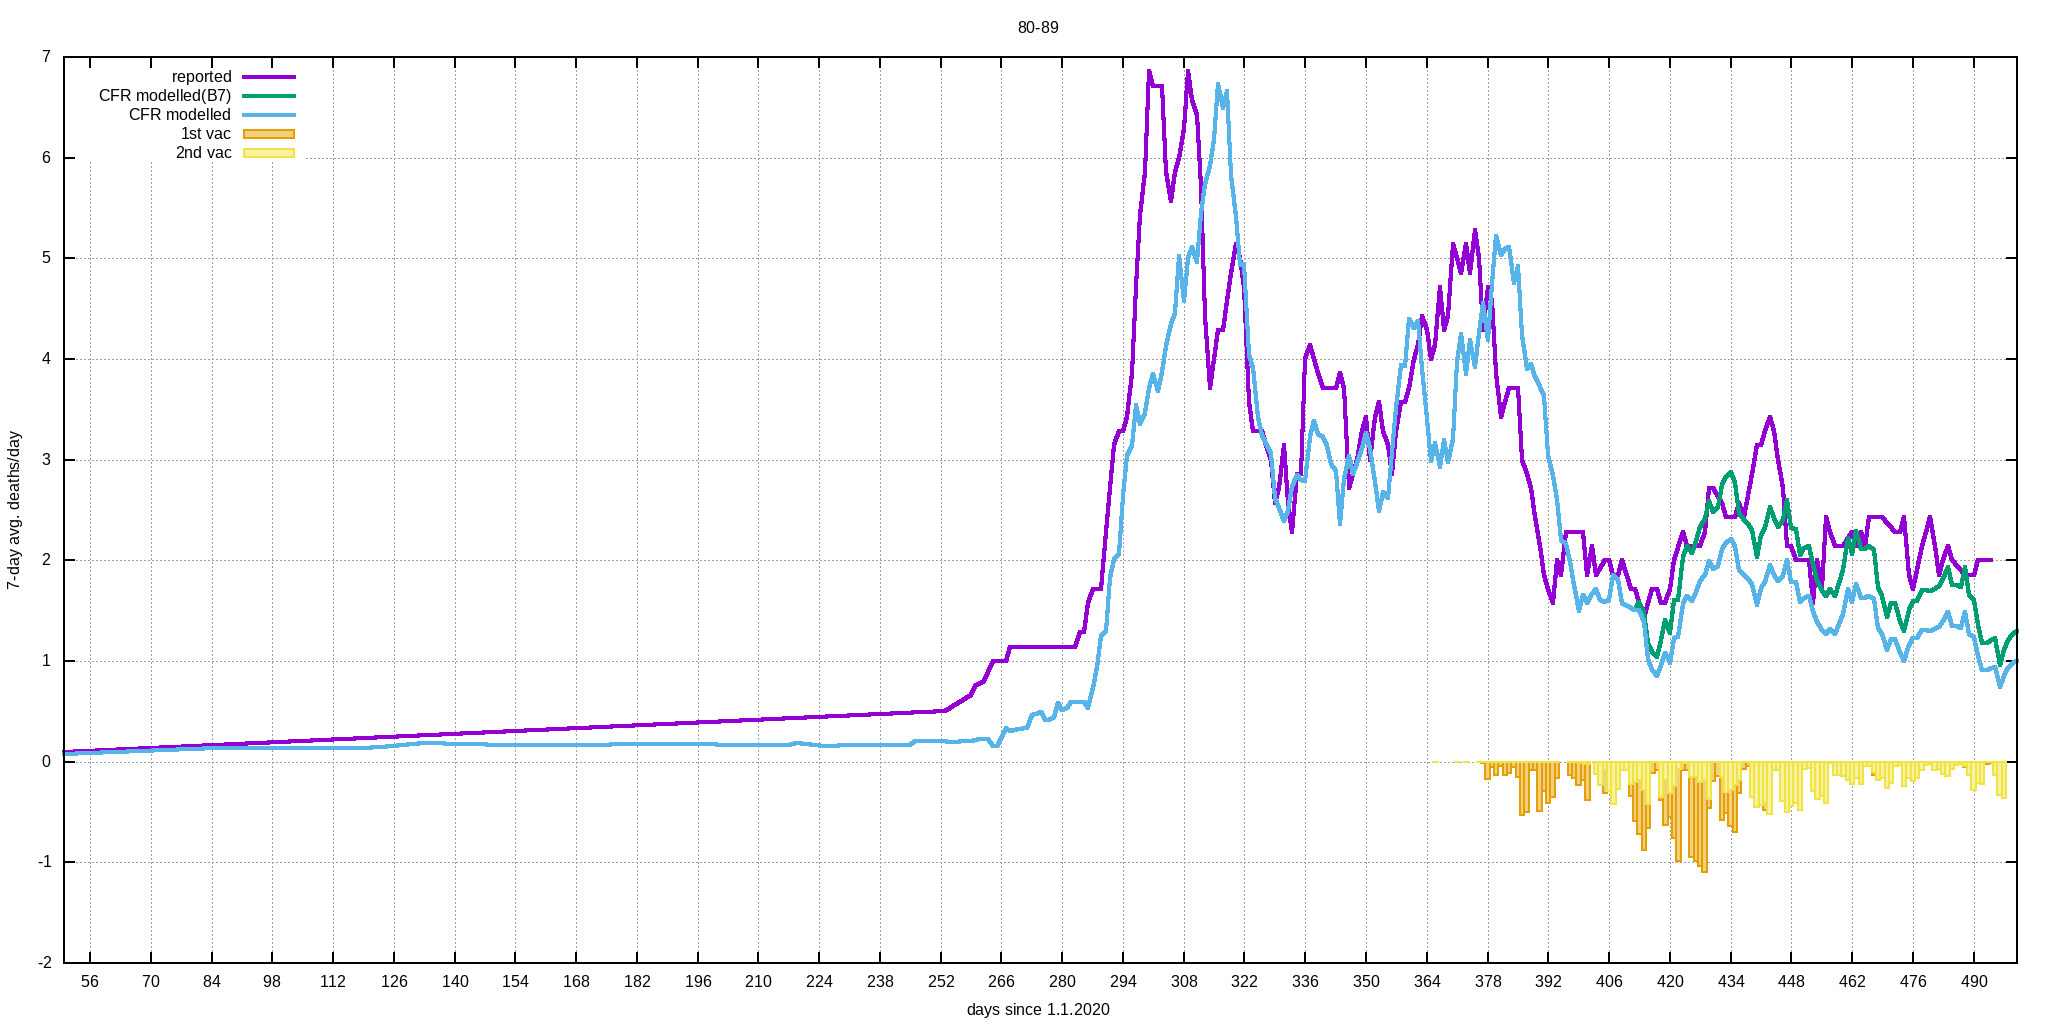 80-89
7
6
5
4
3
2
1
0
-1
-2
7-day avg. deaths/day
reported
CFR modelled(B7)
CFR modelled
1st vac
2nd vac
56 70 84 98 112 126 140 154 168 182 196 210 224 238 252 266 280 294 308 322 336 350 364 378 392 406 420 434 448 462 476 490
days since 1.1.2020